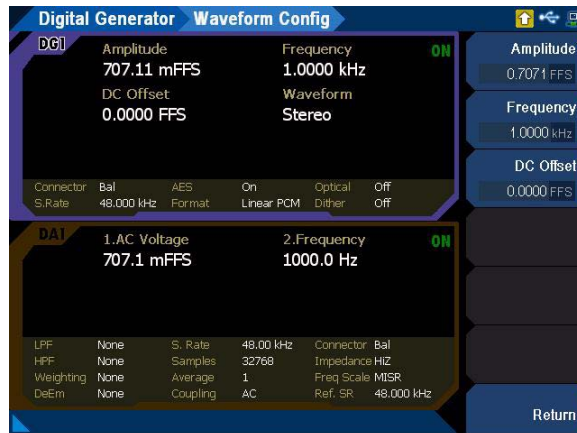 Digital Generator Waveform Config
DG1
Amplitude Frequency ON
707.11 mFFS 1.0000 kHz
DC Offset Waveform
0.0000 FFS Stereo
Connector Bal AES On Optical Off
S.Rate 48.000 kHz Format Linear PCM Dither Off
DA1
1.AC Voltage 2.Frequency ON
707.1 mFFS 1000.0 Hz
LPF None S. Rate 48.00 kHz Connector Bal
HPF None Samples 32768 Impedance HiZ
Weighting None Average 1 Freq Scale MISR
DeEm None Coupling AC Ref. SR 48.000 kHz
Amplitude
0.7071 FFS
Frequency
1.0000 kHz
DC Offset
0.0000 FFS
Return